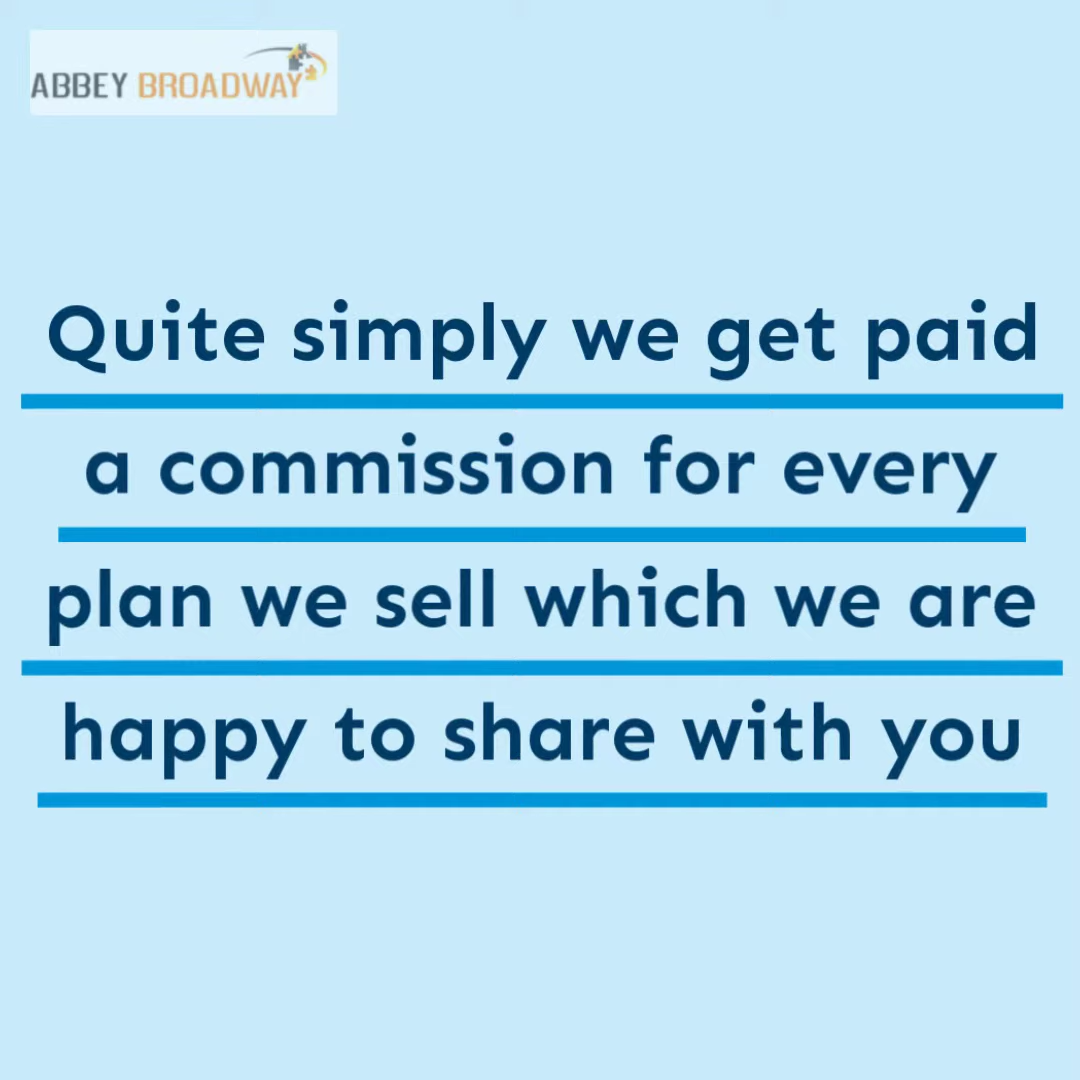 ABBEY BROADWAY
Quite simply we get paid
a commission for every
plan we sell which we are
happy to share with you